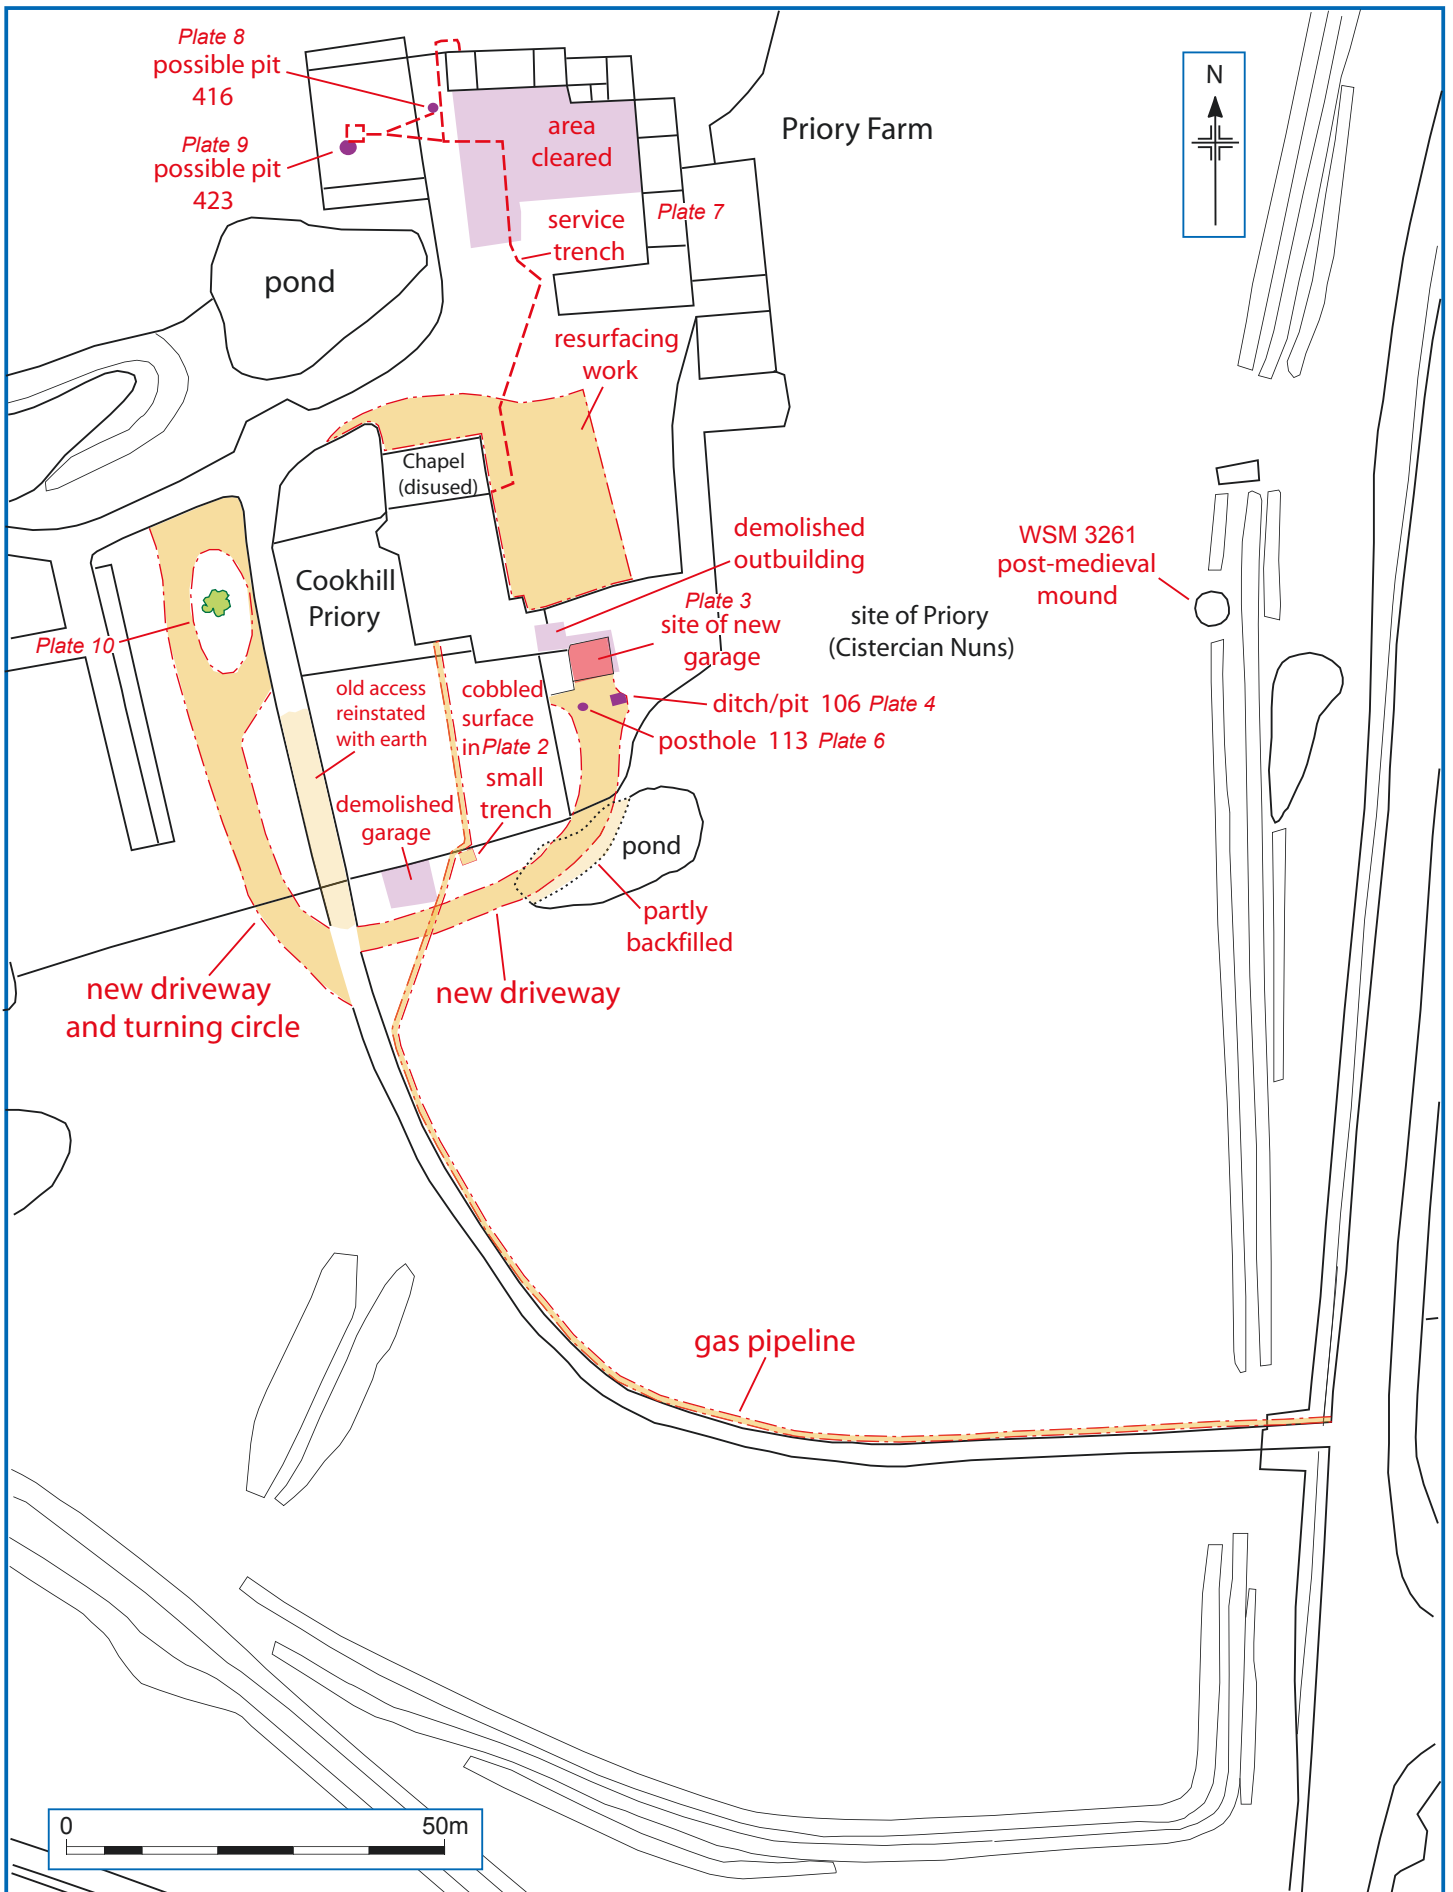 Plate 8
possible pit
416
Plate 9
possible pit
423
area
cleared
Priory Farm
N
Plate 7
service
trench
pond
resurfacing
work
Chapel
(disused)
demolished
outbuilding
WSM 3261
post-medieval
mound
Cookhill
Priory
Plate 3
site of new
garage
site of Priory
(Cistercian Nuns)
Plate 10
old access
reinstated
with earth
cobbled
surface
in Plate 2
small
trench
ditch/pit 106 Plate 4
posthole 113 Plate 6
demolished
garage
pond
partly
backfilled
new driveway
and turning circle
new driveway
gas pipeline
0 50m